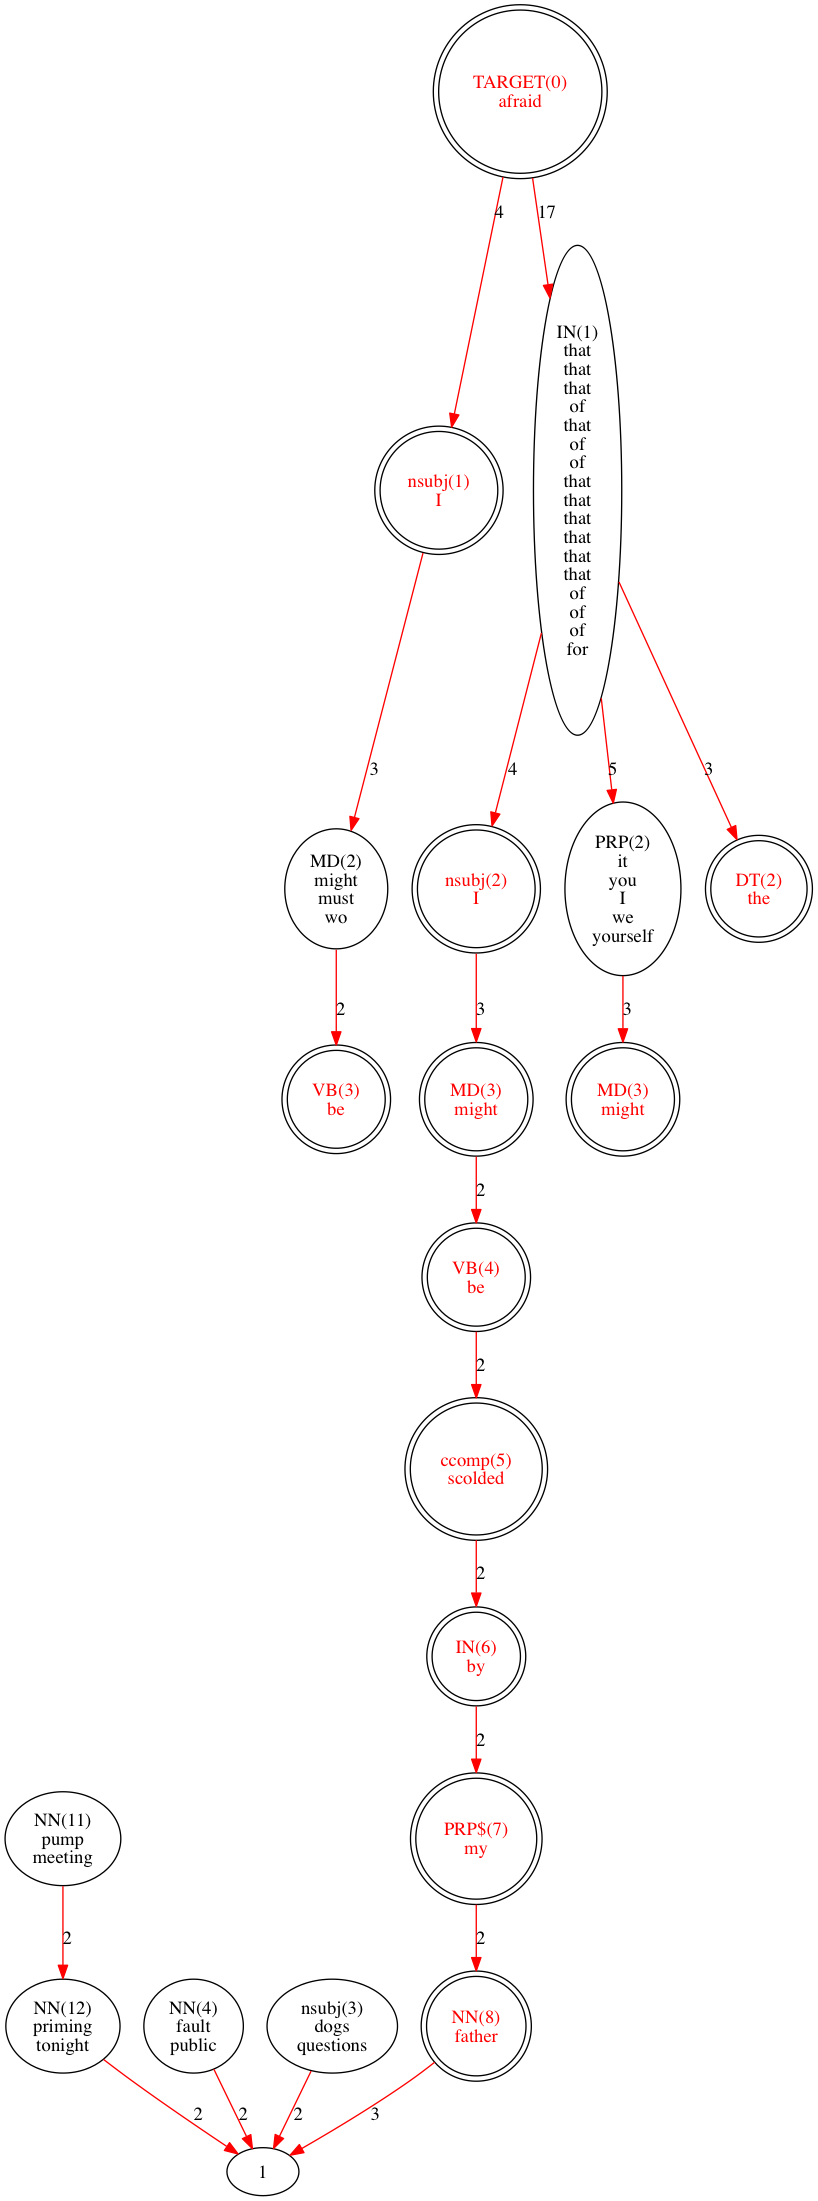 TARGET(0)
afraid
4
17
IN(1)
that
that
that
of
that
of
of
that
that
that
that
that
that
of
of
of
for
nsubj(1)
I
3
4
5
3
MD(2)
might
must
wo
nsubj(2)
I
PRP(2)
it
you
I
we
yourself
DT(2)
the
2
3
3
VB(3)
be
MD(3)
might
MD(3)
might
2
VB(4)
be
2
ccomp(5)
scolded
2
IN(6)
by
2
NN(11)
pump
meeting
PRP$(7)
my
2
2
NN(12)
priming
tonight
NN(4)
fault
public
nsubj(3)
dogs
questions
NN(8)
father
2
2
2
3
1